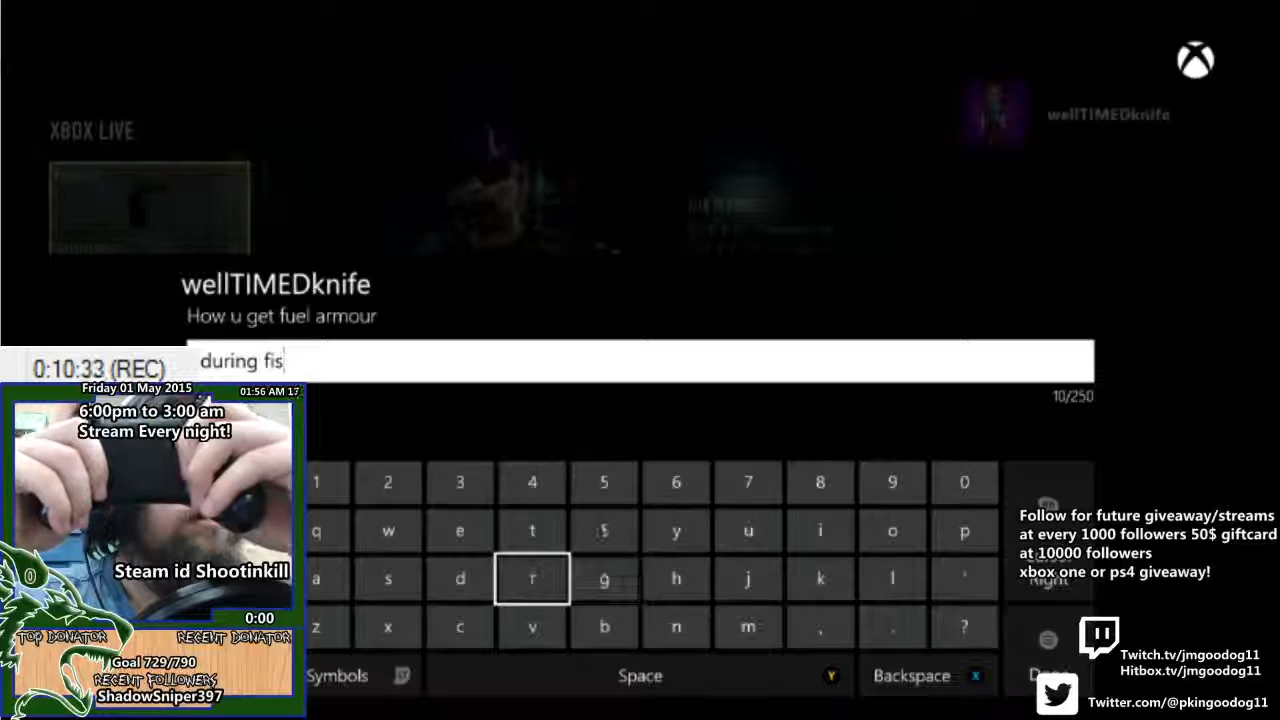 XBOX LIVE
wellTIMEDknife
wellTIMEDknife
How u get fuel armour
during fis
10/250
0:10:33 (REC)
Friday 01 May 2015
01:56 AM 17
6:00pm to 3:00 am
Stream Every night!
Steam id Shootinkill
0:00
TOP DONATOR
RECENT DONATOR
Goal 729/790
RECENT FOLLOWERS
ShadowSniper397
1 2 3 4 5 6 7 8 9 0
q w e t y u i o p
a s d r g h j k l '
z x c v b n m , . ?
Symbols
Space
Y
Backspace
X
Right
Follow for future giveaway/streams
at every 1000 followers 50$ giftcard
at 10000 followers
xbox one or ps4 giveaway!
Twitch.tv/jmgoodog11
Hitbox.tv/jmgoodog11
Twitter.com/@pkingoodog11